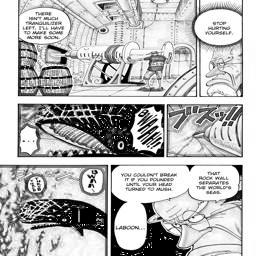 STOP
HURTING
YOURSELF.
THERE
ISN'T MUCH
TRANQUILIZER
LEFT. I'LL
HAVE TO
MAKE SOME
MORE SOON.
THAT
ROCK WALL
SEPARATES
THE WORLD'S
SEAS.
YOU COULDN'T BREAK
IT IF YOU POUNDED
UNTIL YOUR HEAD
TURNED TO MUSH.
LABOON...